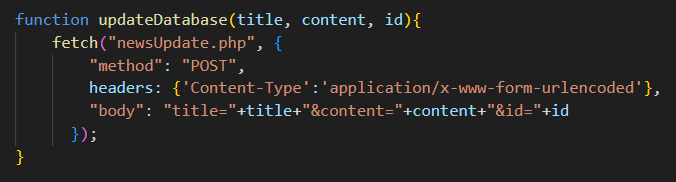 function updateDatabase(title, content, id){
    fetch("newsUpdate.php", {
        "method": "POST",
        headers: {'Content-Type':'application/x-www-form-urlencoded'},
        "body": "title="+title+"&content="+content+"&id="+id
      });
}